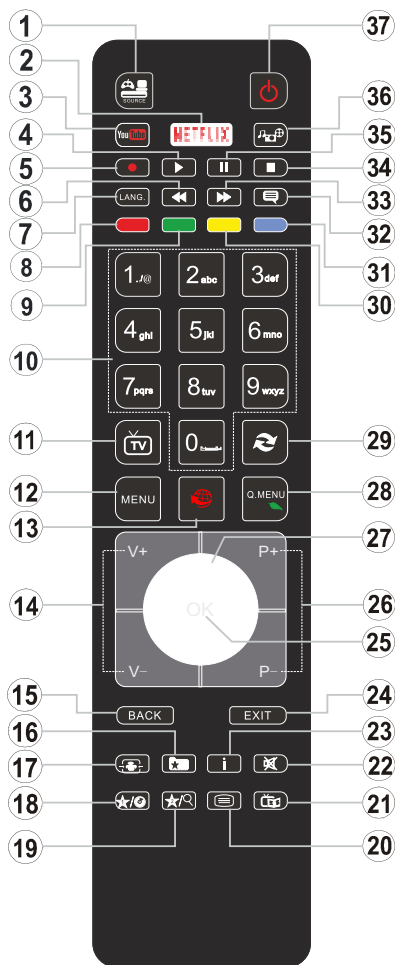 1 37
2
SOURCE
3 36
You Tube NETFLIX
4 35
5 34
6 LANG. 33
7 32
8 31
9 30
1./@ 2abc 3def
4ghi 5jkl 6mno
10
7pqrs 8tuv 9wxyz
11 TV 0 29
12 MENU Q.MENU 28
13 27
V+ P+
14 OK 26
25
V- P-
15 24
BACK EXIT
16 23
i
17 22
18 21
19 20